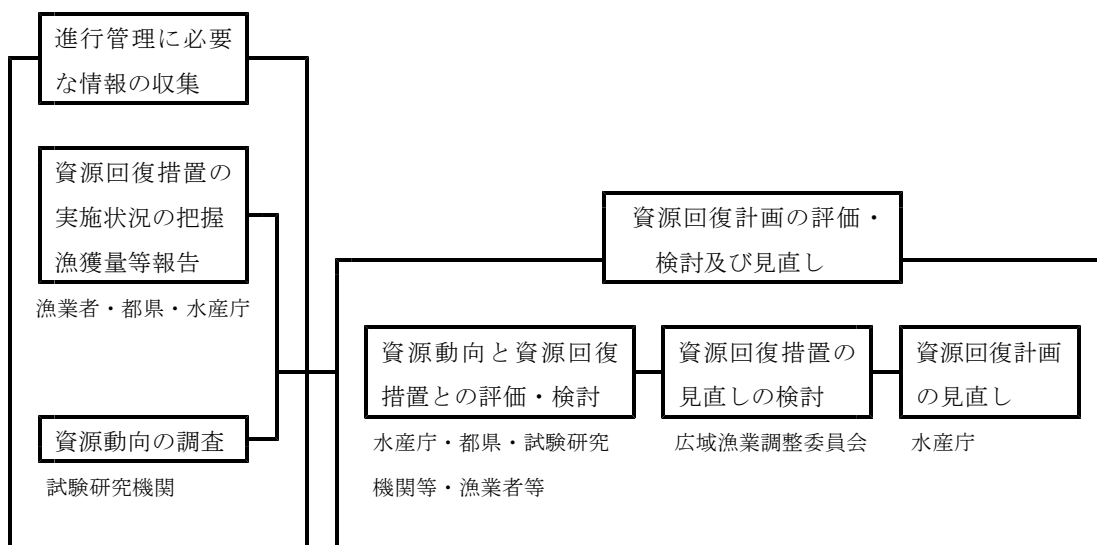 進行管理に必要
な情報の収集
資源回復措置の
実施状況の把握
漁獲量等報告
漁業者・都県・水産庁
資源動向の調査
試験研究機関
資源回復計画の評価・
検討及び見直し
資源動向と資源回復
措置との評価・検討
水産庁・都県・試験研究
機関等・漁業者等
資源回復措置の
見直しの検討
広域漁業調整委員会
資源回復計画
の見直し
水産庁